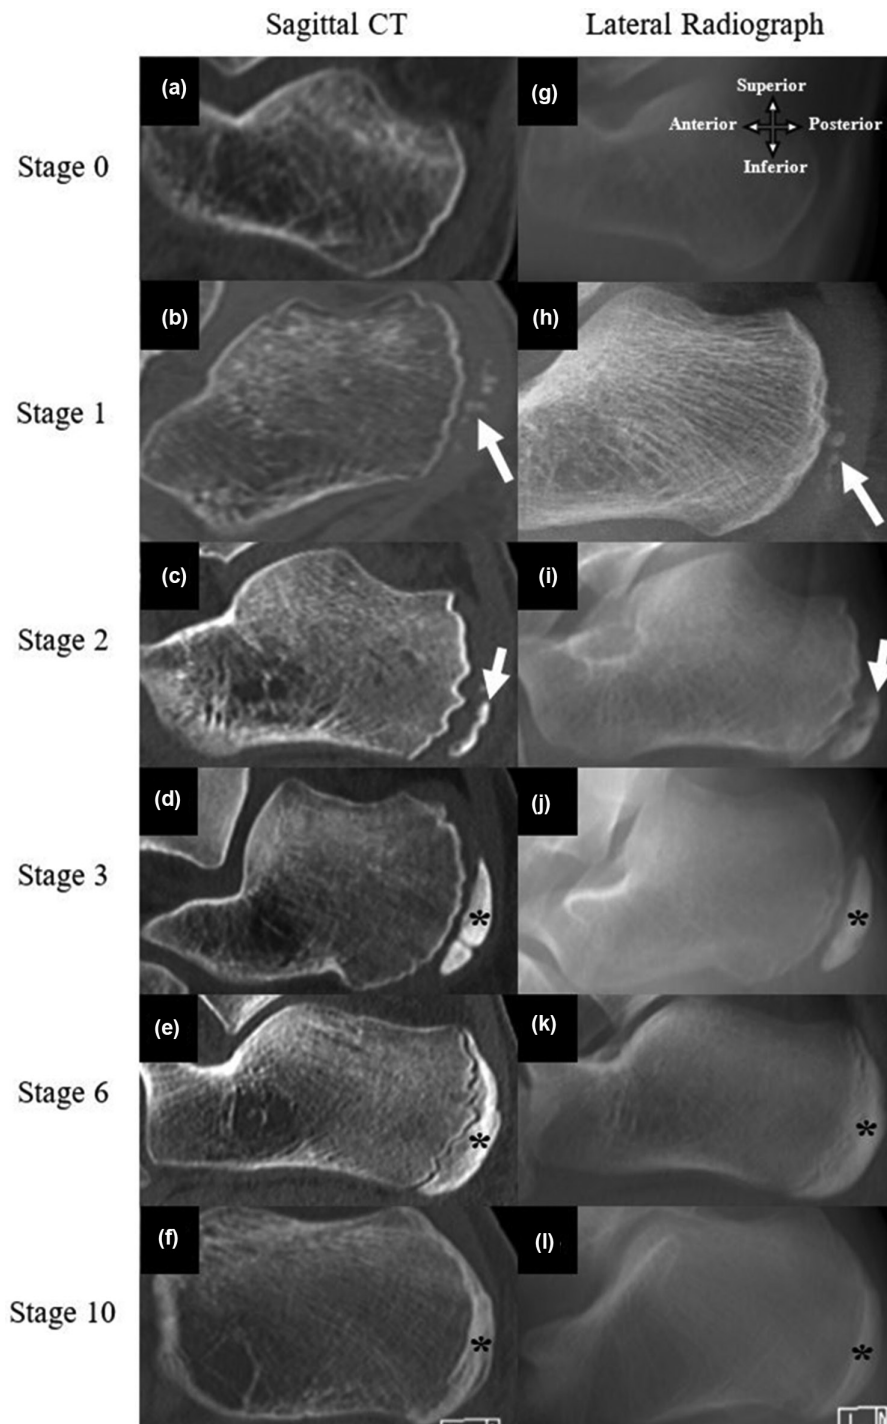 Sagittal CT
Lateral Radiograph
Stage 0
(a)
(g)
Superior
Anterior
Posterior
Inferior
Stage 1
(b)
(h)
Stage 2
(c)
(i)
Stage 3
(d)
*
(j)
*
Stage 6
(e)
*
(k)
*
Stage 10
(f)
*
(l)
*